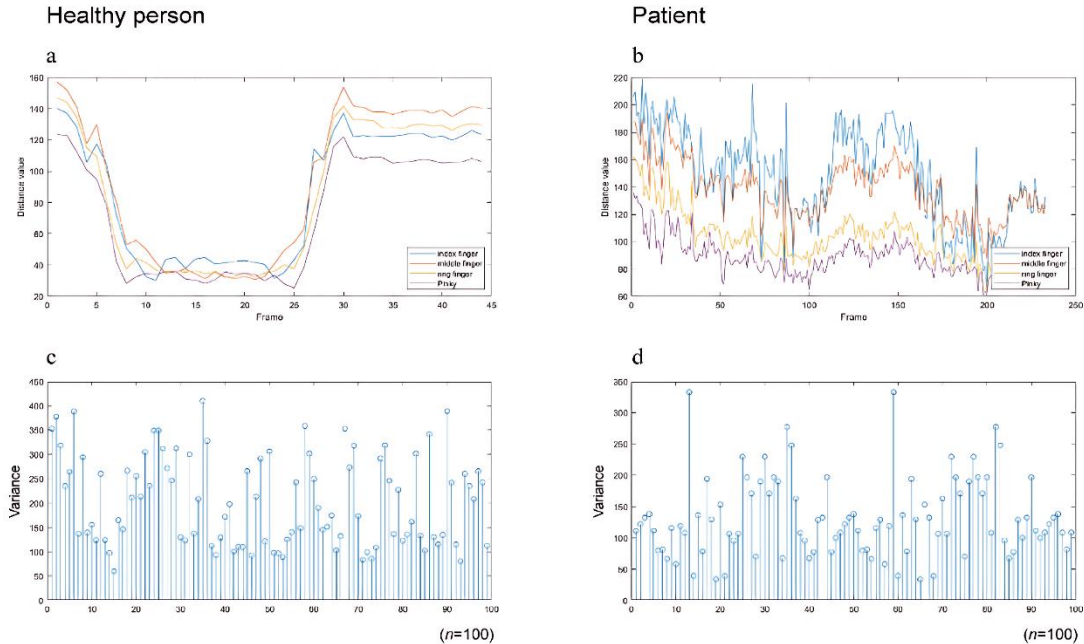 Healthy person
Patient
a
b
160
140
120
100
80
60
40
20
Distance value
index finger
middle finger
ring finger
Pinky
0 5 10 15 20 25 30 35 40 45
Frame
220
200
180
160
140
120
100
80
60
Distance value
index finger
middle finger
ring finger
Pinky
0 50 100 150 200 250
Frame
c
d
450
400
350
300
250
200
150
100
50
0
Variance
0 10 20 30 40 50 60 70 80 90 100
(n=100)
350
300
250
200
150
100
50
0
Variance
0 10 20 30 40 50 60 70 80 90 100
(n=100)